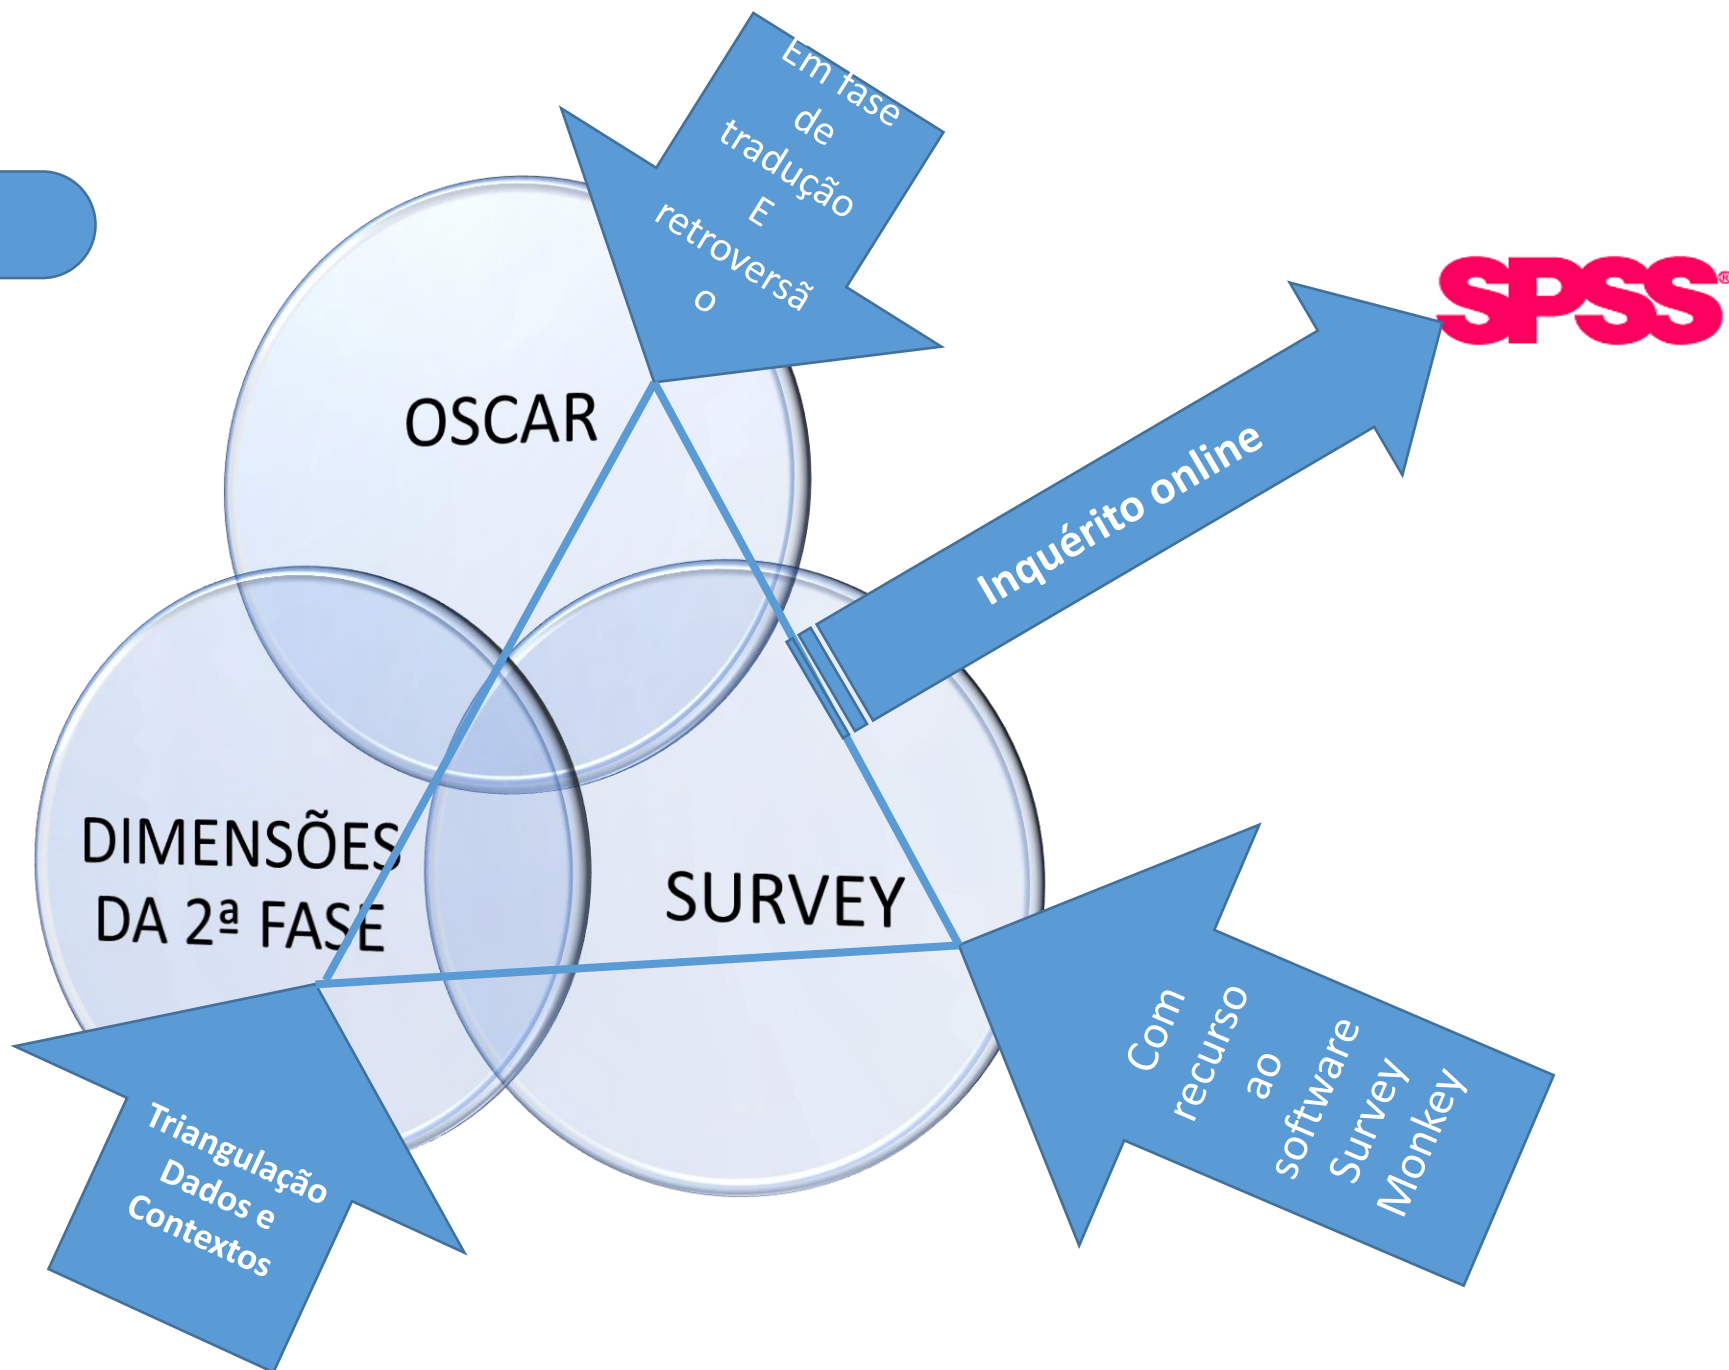 Em fase
de
tradução
E
retroversã
o
SPSS®
OSCAR
Inquérito online
DIMENSÕES
DA 2ª FASE
SURVEY
Com
recurso
ao
software
Survey
Monkey
Triangulação
Dados e
Contextos